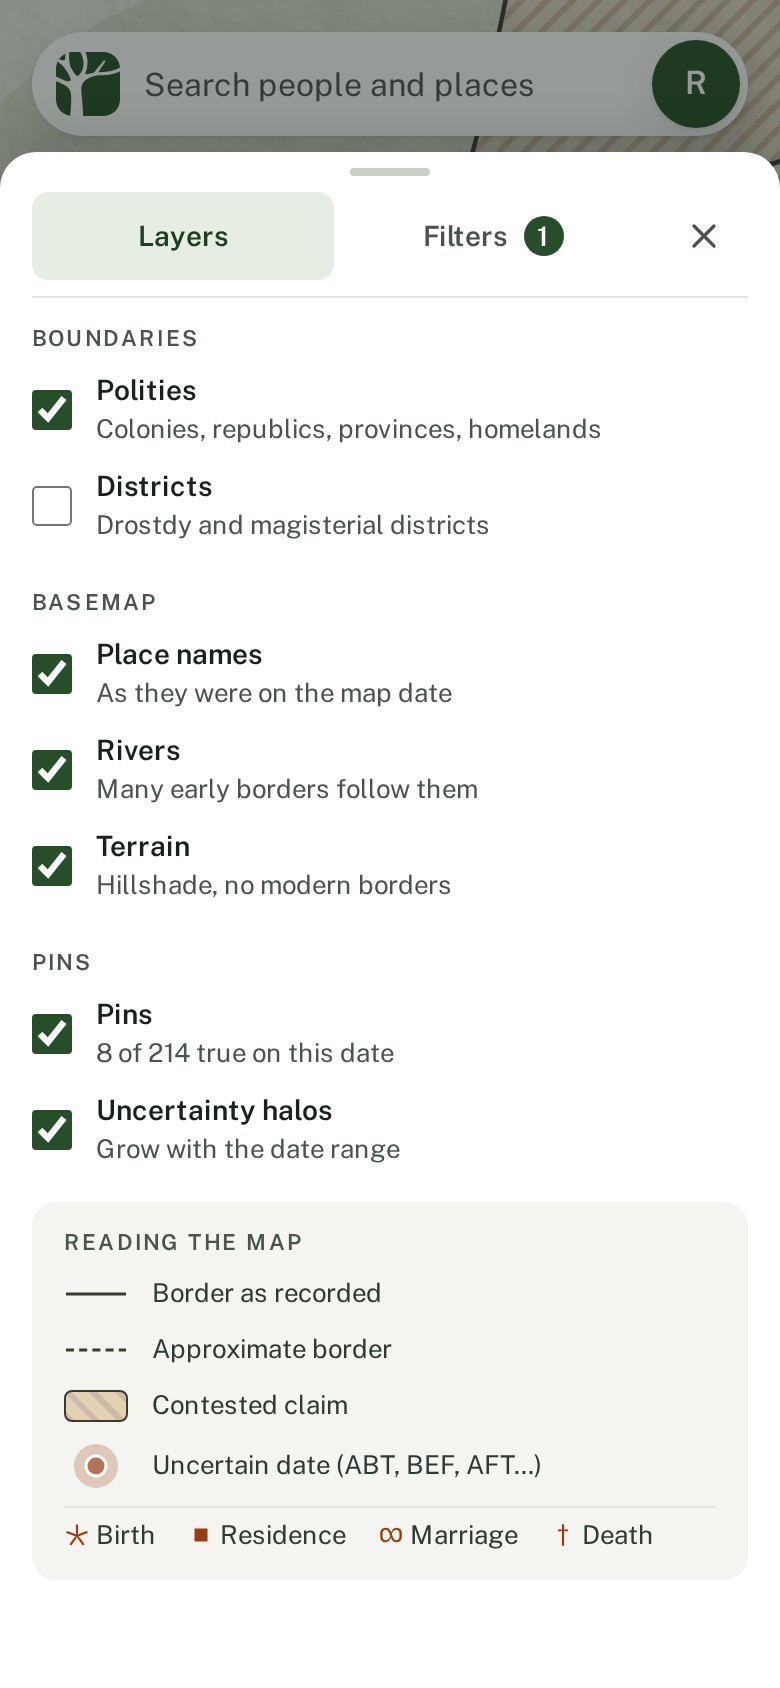 Search people and places
R
Layers
Filters 1
BOUNDARIES
Polities
Colonies, republics, provinces, homelands
Districts
Drostdy and magisterial districts
BASEMAP
Place names
As they were on the map date
Rivers
Many early borders follow them
Terrain
Hillshade, no modern borders
PINS
Pins
8 of 214 true on this date
Uncertainty halos
Grow with the date range
READING THE MAP
Border as recorded
Approximate border
Contested claim
Uncertain date (ABT, BEF, AFT…)
Birth Residence Marriage Death